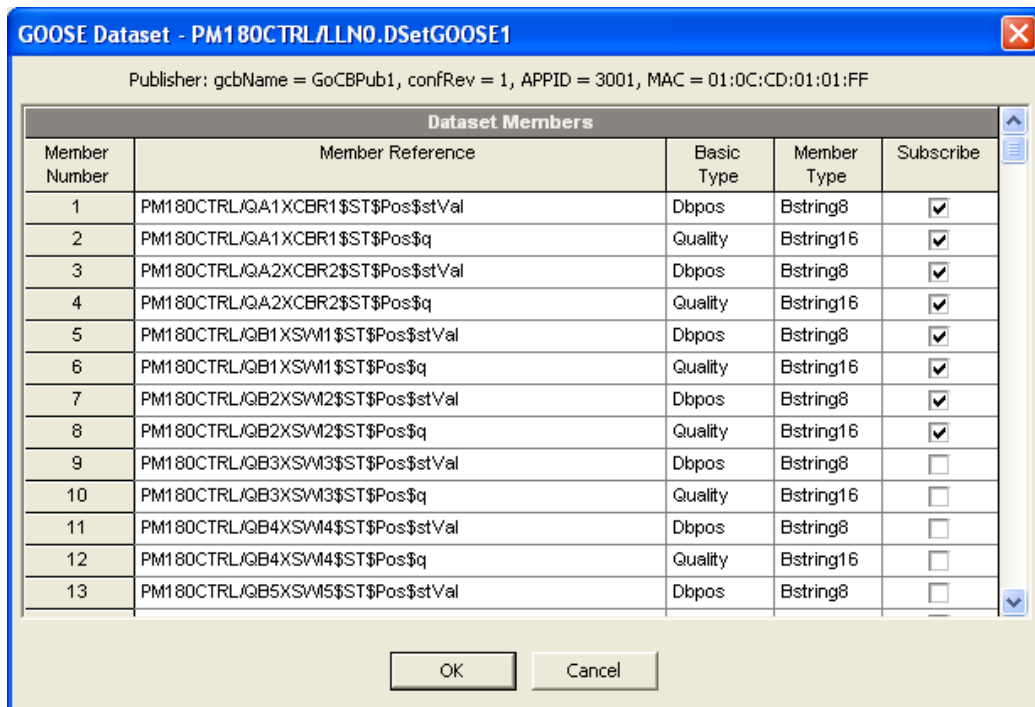 GOOSE Dataset - PM180CTRL/LLN0.DSetGOOSE1
Publisher: gcbName = GoCBPub1, confRev = 1, APPID = 3001, MAC = 01:0C:CD:01:01:FF
Dataset Members
Member Number Member Reference Basic Type Member Type Subscribe
1 PM180CTRL/QA1XCBR1$ST$Pos$stVal Dbpos Bstring8
2 PM180CTRL/QA1XCBR1$ST$Pos$q Quality Bstring16
3 PM180CTRL/QA2XCBR2$ST$Pos$stVal Dbpos Bstring8
4 PM180CTRL/QA2XCBR2$ST$Pos$q Quality Bstring16
5 PM180CTRL/QB1XSWI1$ST$Pos$stVal Dbpos Bstring8
6 PM180CTRL/QB1XSWI1$ST$Pos$q Quality Bstring16
7 PM180CTRL/QB2XSWI2$ST$Pos$stVal Dbpos Bstring8
8 PM180CTRL/QB2XSWI2$ST$Pos$q Quality Bstring16
9 PM180CTRL/QB3XSWI3$ST$Pos$stVal Dbpos Bstring8
10 PM180CTRL/QB3XSWI3$ST$Pos$q Quality Bstring16
11 PM180CTRL/QB4XSWI4$ST$Pos$stVal Dbpos Bstring8
12 PM180CTRL/QB4XSWI4$ST$Pos$q Quality Bstring16
13 PM180CTRL/QB5XSWI5$ST$Pos$stVal Dbpos Bstring8
OK Cancel